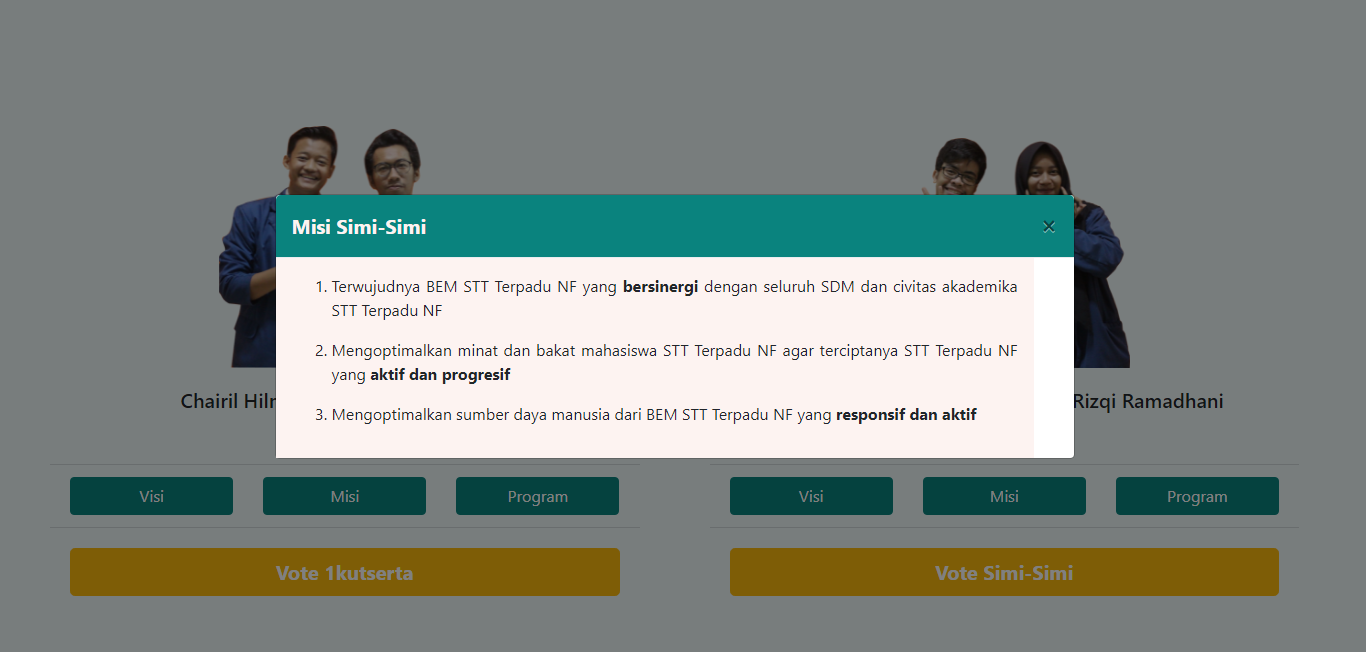 Misi Simi-Simi
×
1. Terwujudnya BEM STT Terpadu NF yang bersinergi dengan seluruh SDM dan civitas akademika
STT Terpadu NF
2. Mengoptimalkan minat dan bakat mahasiswa STT Terpadu NF agar terciptanya STT Terpadu NF
yang aktif dan progresif
3. Mengoptimalkan sumber daya manusia dari BEM STT Terpadu NF yang responsif dan aktif
Chairil
Rizqi Ramadhani
Visi Misi Program
Visi Misi Program
Vote 1kutserta
Vote Simi-Simi